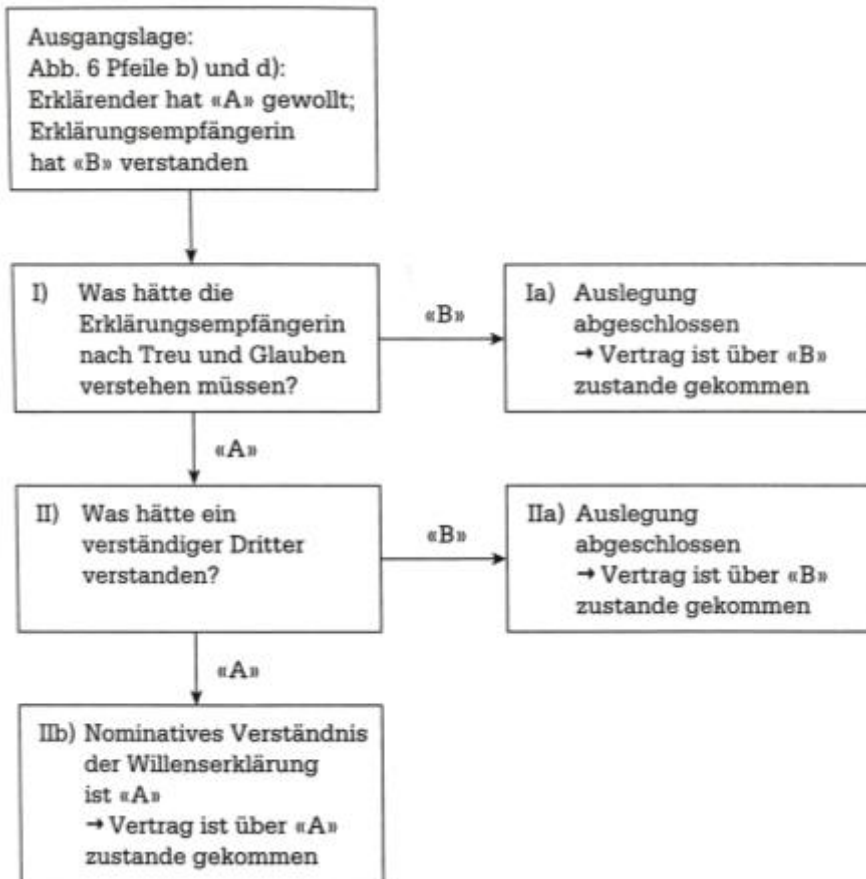 Ausgangslage:
Abb. 6 Pfeile b) und d):
Erklärender hat «A» gewollt;
Erklärungsempfängerin
hat «B» verstanden
I) Was hätte die
Erklärungsempfängerin
nach Treu und Glauben
verstehen müssen?
«B»
Ia) Auslegung
abgeschlossen
→ Vertrag ist über «B»
zustande gekommen
«A»
II) Was hätte ein
verständiger Dritter
verstanden?
«B»
IIa) Auslegung
abgeschlossen
→ Vertrag ist über «B»
zustande gekommen
«A»
IIb) Nominatives Verständnis
der Willenserklärung
ist «A»
→ Vertrag ist über «A»
zustande gekommen